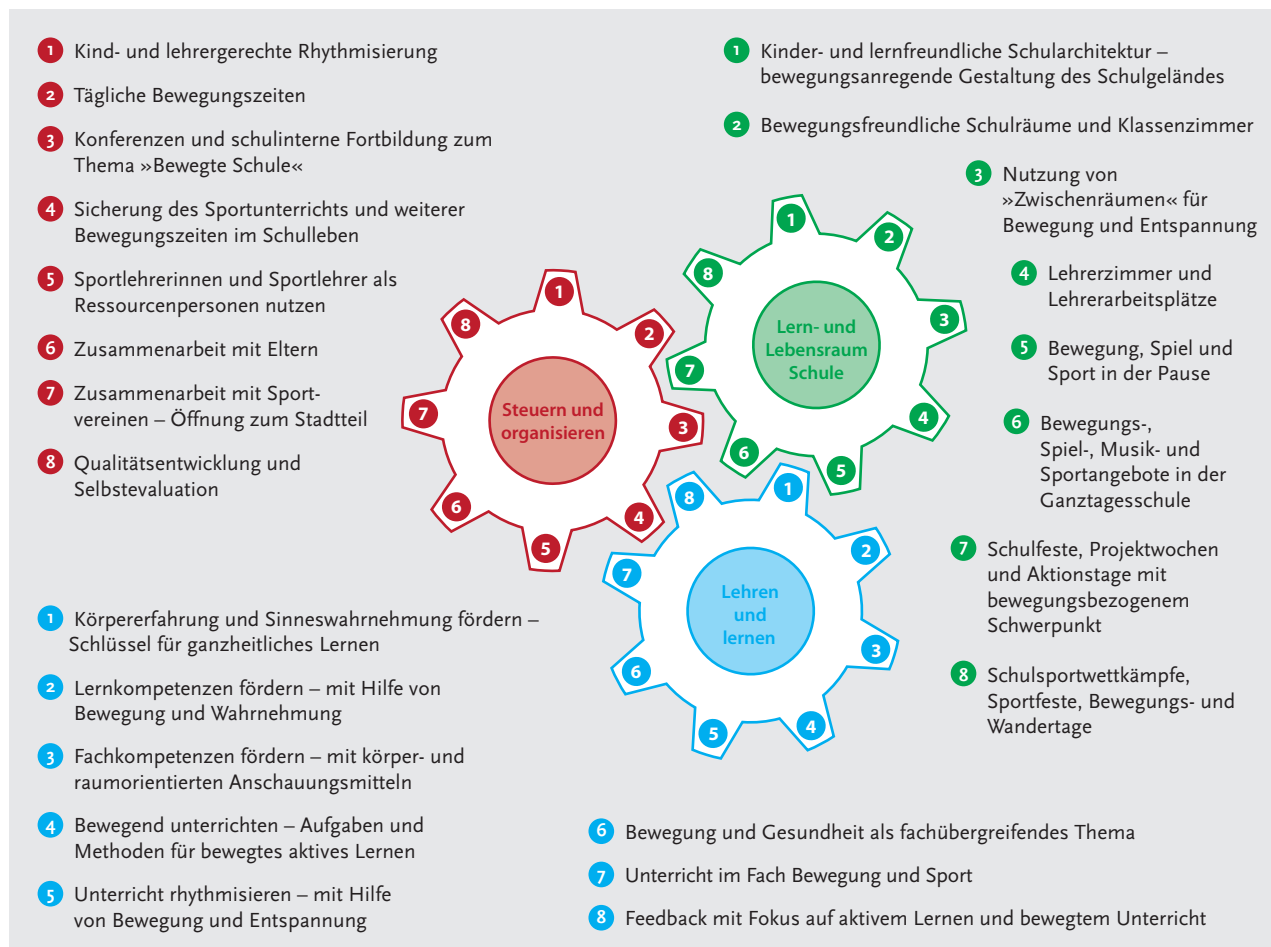 1 Kind- und lehrergerechte Rhythmisierung
2 Tägliche Bewegungszeiten
3 Konferenzen und schulinterne Fortbildung zum
Thema »Bewegte Schule«
4 Sicherung des Sportunterrichts und weiterer
Bewegungszeiten im Schulleben
5 Sportlehrerinnen und Sportlehrer als
Ressourcenpersonen nutzen
6 Zusammenarbeit mit Eltern
7 Zusammenarbeit mit Sport-
vereinen – Öffnung zum Stadtteil
8 Qualitätsentwicklung und
Selbstevaluation
1 Kinder- und lernfreundliche Schularchitektur –
bewegungsanregende Gestaltung des Schulgeländes
2 Bewegungsfreundliche Schulräume und Klassenzimmer
3 Nutzung von
»Zwischenräumen« für
Bewegung und Entspannung
4 Lehrerzimmer und
Lehrerarbeitsplätze
5 Bewegung, Spiel und
Sport in der Pause
6 Bewegungs-,
Spiel-, Musik- und
Sportangebote in der
Ganztagesschule
7 Schulfeste, Projektwochen
und Aktionstage mit
bewegungsbezogenem
Schwerpunkt
8 Schulsportwettkämpfe,
Sportfeste, Bewegungs- und
Wandertage
Steuern und
organisieren
1
2
3
4
5
6
7
8
Lern- und
Lebensraum
Schule
1
2
3
4
5
6
7
8
Lehren
und
lernen
1
2
3
4
5
6
7
8
1 Körpererfahrung und Sinneswahrnehmung fördern –
Schlüssel für ganzheitliches Lernen
2 Lernkompetenzen fördern – mit Hilfe von
Bewegung und Wahrnehmung
3 Fachkompetenzen fördern – mit körper- und
raumorientierten Anschauungsmitteln
4 Bewegend unterrichten – Aufgaben und
Methoden für bewegtes aktives Lernen
5 Unterricht rhythmisieren – mit Hilfe
von Bewegung und Entspannung
6 Bewegung und Gesundheit als fachübergreifendes Thema
7 Unterricht im Fach Bewegung und Sport
8 Feedback mit Fokus auf aktivem Lernen und bewegtem Unterricht